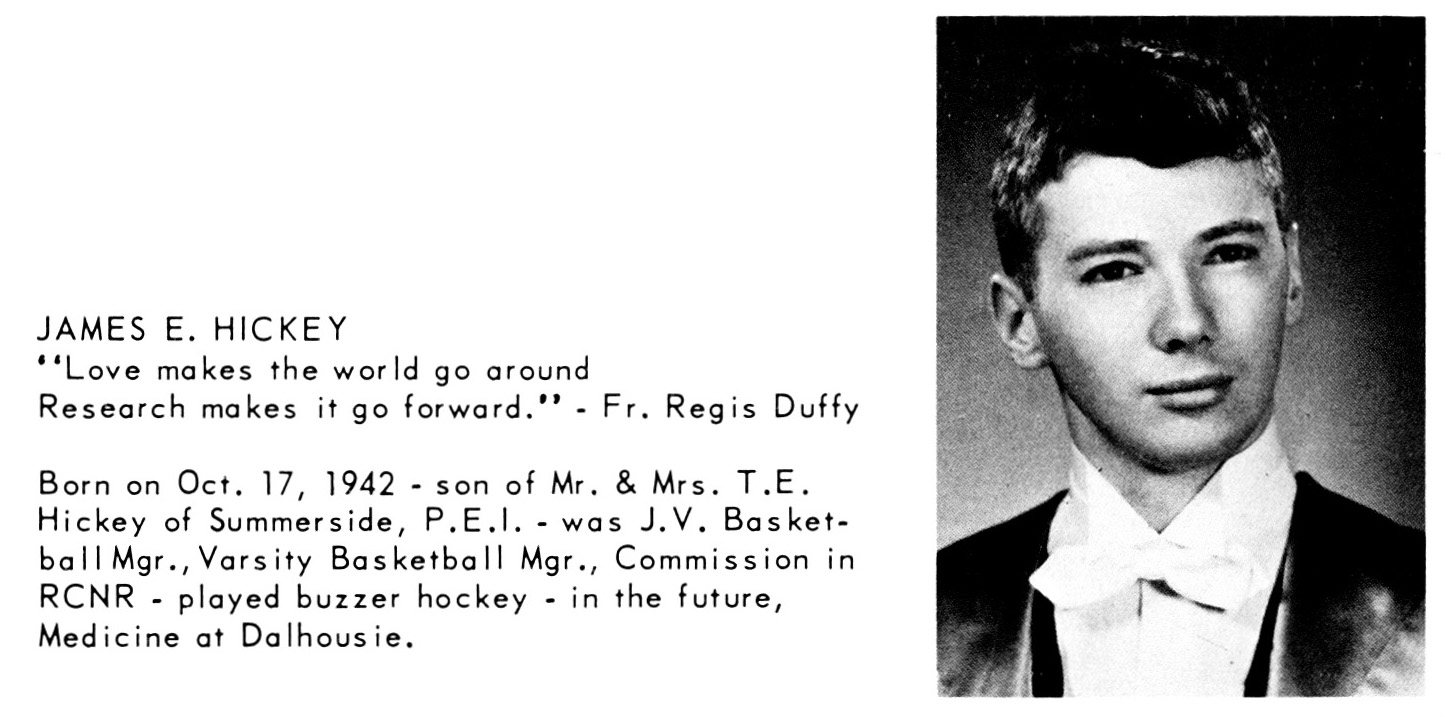 JAMES E. HICKEY
“Love makes the world go around
Research makes it go forward.” - Fr. Regis Duffy
Born on Oct. 17, 1942 - son of Mr. & Mrs. T.E.
Hickey of Summerside, P.E.I. - was J.V. Basket-
ball Mgr., Varsity Basketball Mgr., Commission in
RCNR - played buzzer hockey - in the future,
Medicine at Dalhousie.